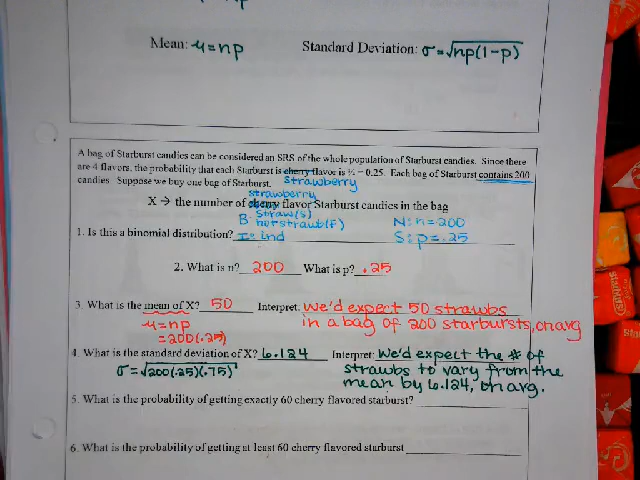 Mean: μ = np Standard Deviation: σ = √np(1-p)
A bag of Starburst candies can be considered an SRS of the whole population of Starburst candies. Since there
are 4 flavors, the probability that each Starburst is cherry flavor is ¼ = 0.25. Each bag of Starburst contains 200
candies. Suppose we buy one bag of Starburst. strawberry
strawberry
X → the number of cherry flavor Starburst candies in the bag
B: straw(s) N: n=200
not straw(f)
1. Is this a binomial distribution? I: ind S: p=.25
2. What is n? 200 What is p? .25
3. What is the mean of X? 50 Interpret: we'd expect 50 strawbs
in a bag of 200 starbursts, on avg
μ=np
=200(.25)
4. What is the standard deviation of X? 6.124 Interpret: we'd expect the # of
σ=√200(.25)(.75) strawbs to vary from the
mean by 6.124, on avg.
5. What is the probability of getting exactly 60 cherry flavored starburst?
6. What is the probability of getting at least 60 cherry flavored starburst